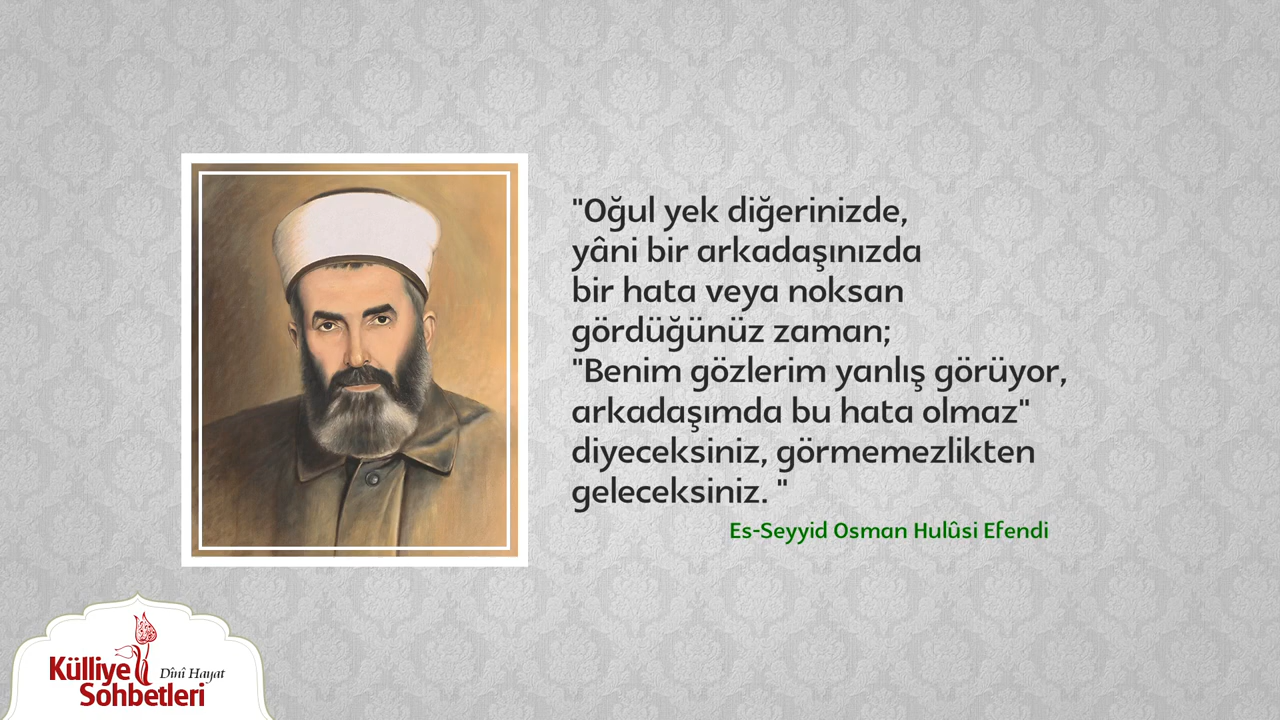 "Oğul yek diğerinizde,
yâni bir arkadaşınızda
bir hata veya noksan
gördüğünüz zaman;
"Benim gözlerim yanlış görüyor,
arkadaşımda bu hata olmaz"
diyeceksiniz, görmemezlikten
geleceksiniz. "
Es-Seyyid Osman Hulûsi Efendi
Külliye Dînî Hayat
Sohbetleri